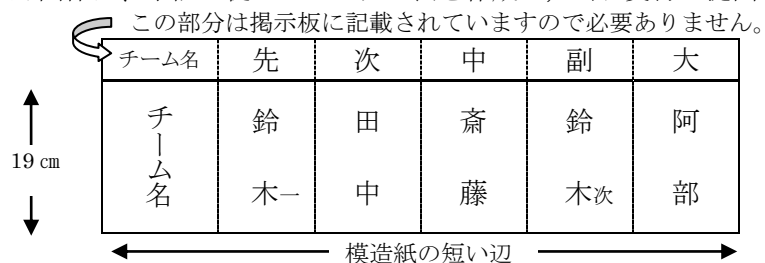 この部分は掲示板に記載されていますので必要ありません。
チーム名 先 次 中 副 大
チーム名 鈴木一 田中 斎藤 鈴木次 阿部
19 ㎝
模造紙の短い辺